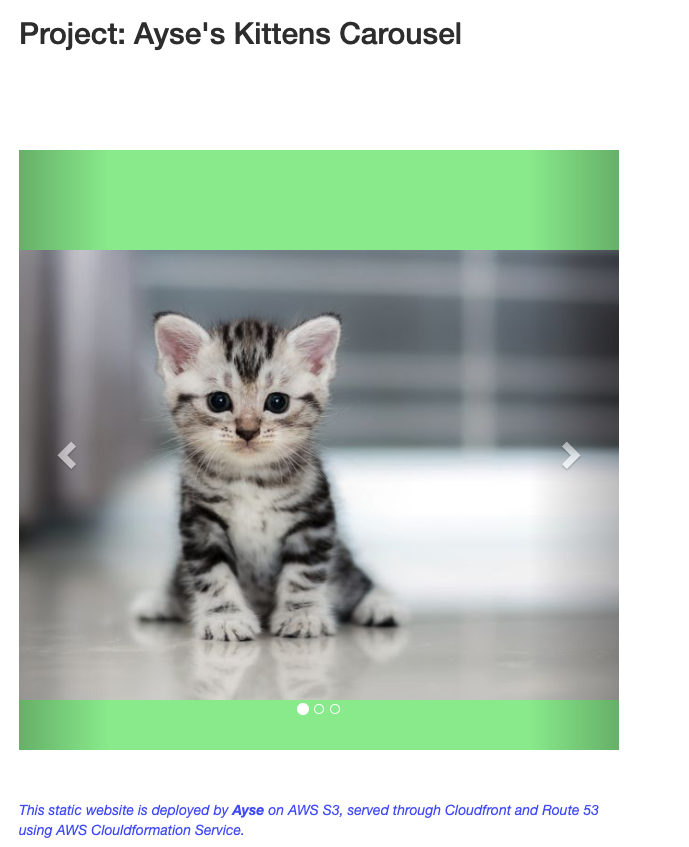 Project: Ayse's Kittens Carousel
This static website is deployed by Ayse on AWS S3, served through Cloudfront and Route 53
using AWS Clouldformation Service.